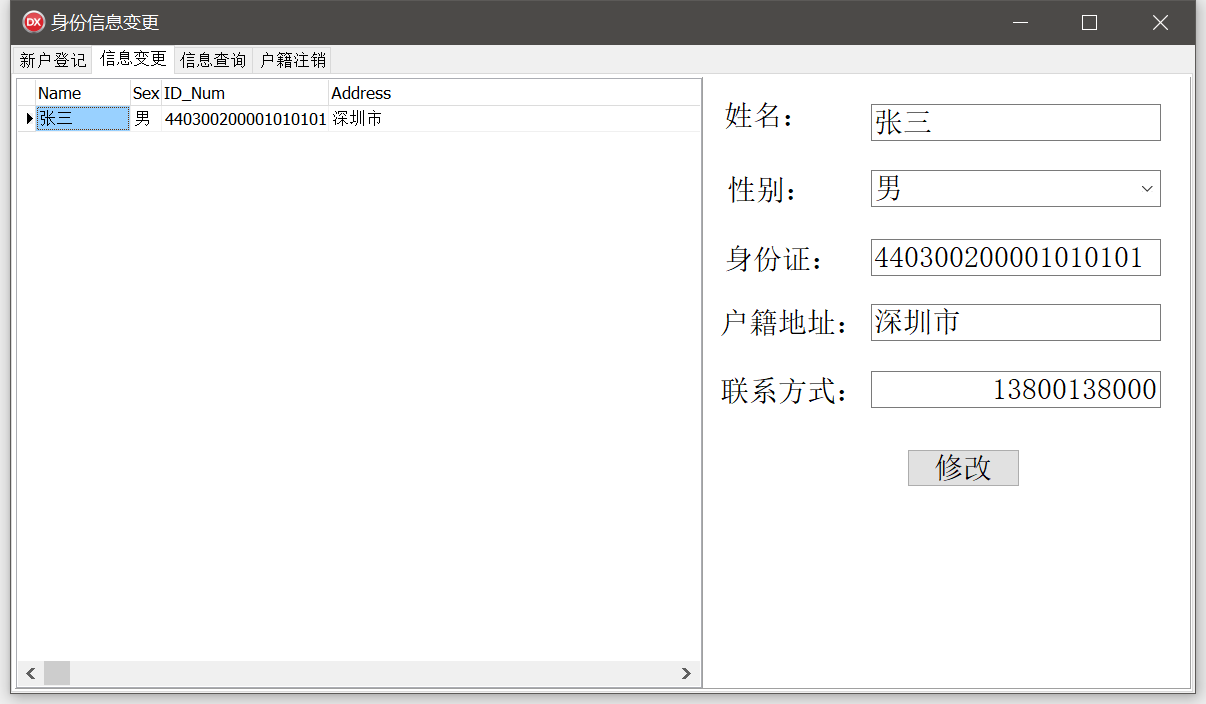 DX 身份信息变更
新户登记 信息变更 信息查询 户籍注销
Name Sex ID_Num Address
张三 男 440300200001010101 深圳市
姓名： 张三
性别： 男
身份证： 440300200001010101
户籍地址： 深圳市
联系方式： 13800138000
修改